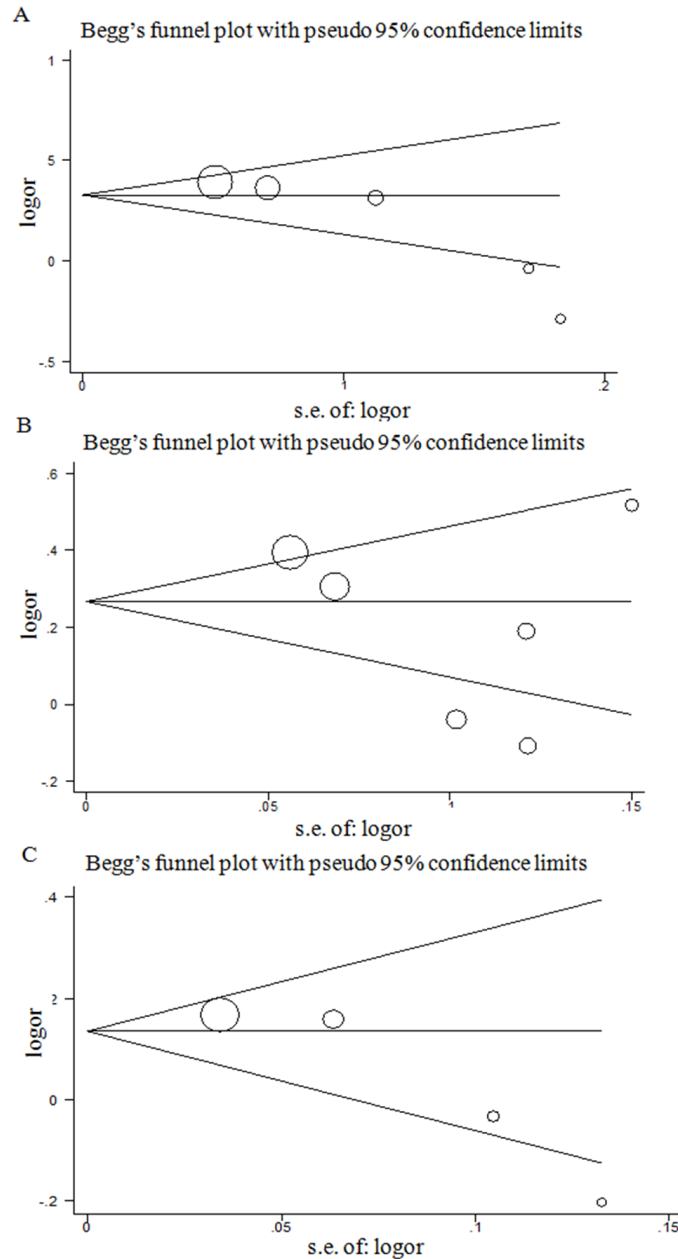 A
Begg's funnel plot with pseudo 95% confidence limits
1
5
0
-.5
logor
0
1
.2
s.e. of: logor
B
Begg's funnel plot with pseudo 95% confidence limits
.6
.4
.2
0
-.2
logor
0
.05
.1
.15
s.e. of: logor
C
Begg's funnel plot with pseudo 95% confidence limits
.4
2
0
-.2
logor
0
.05
.1
.15
s.e. of: logor